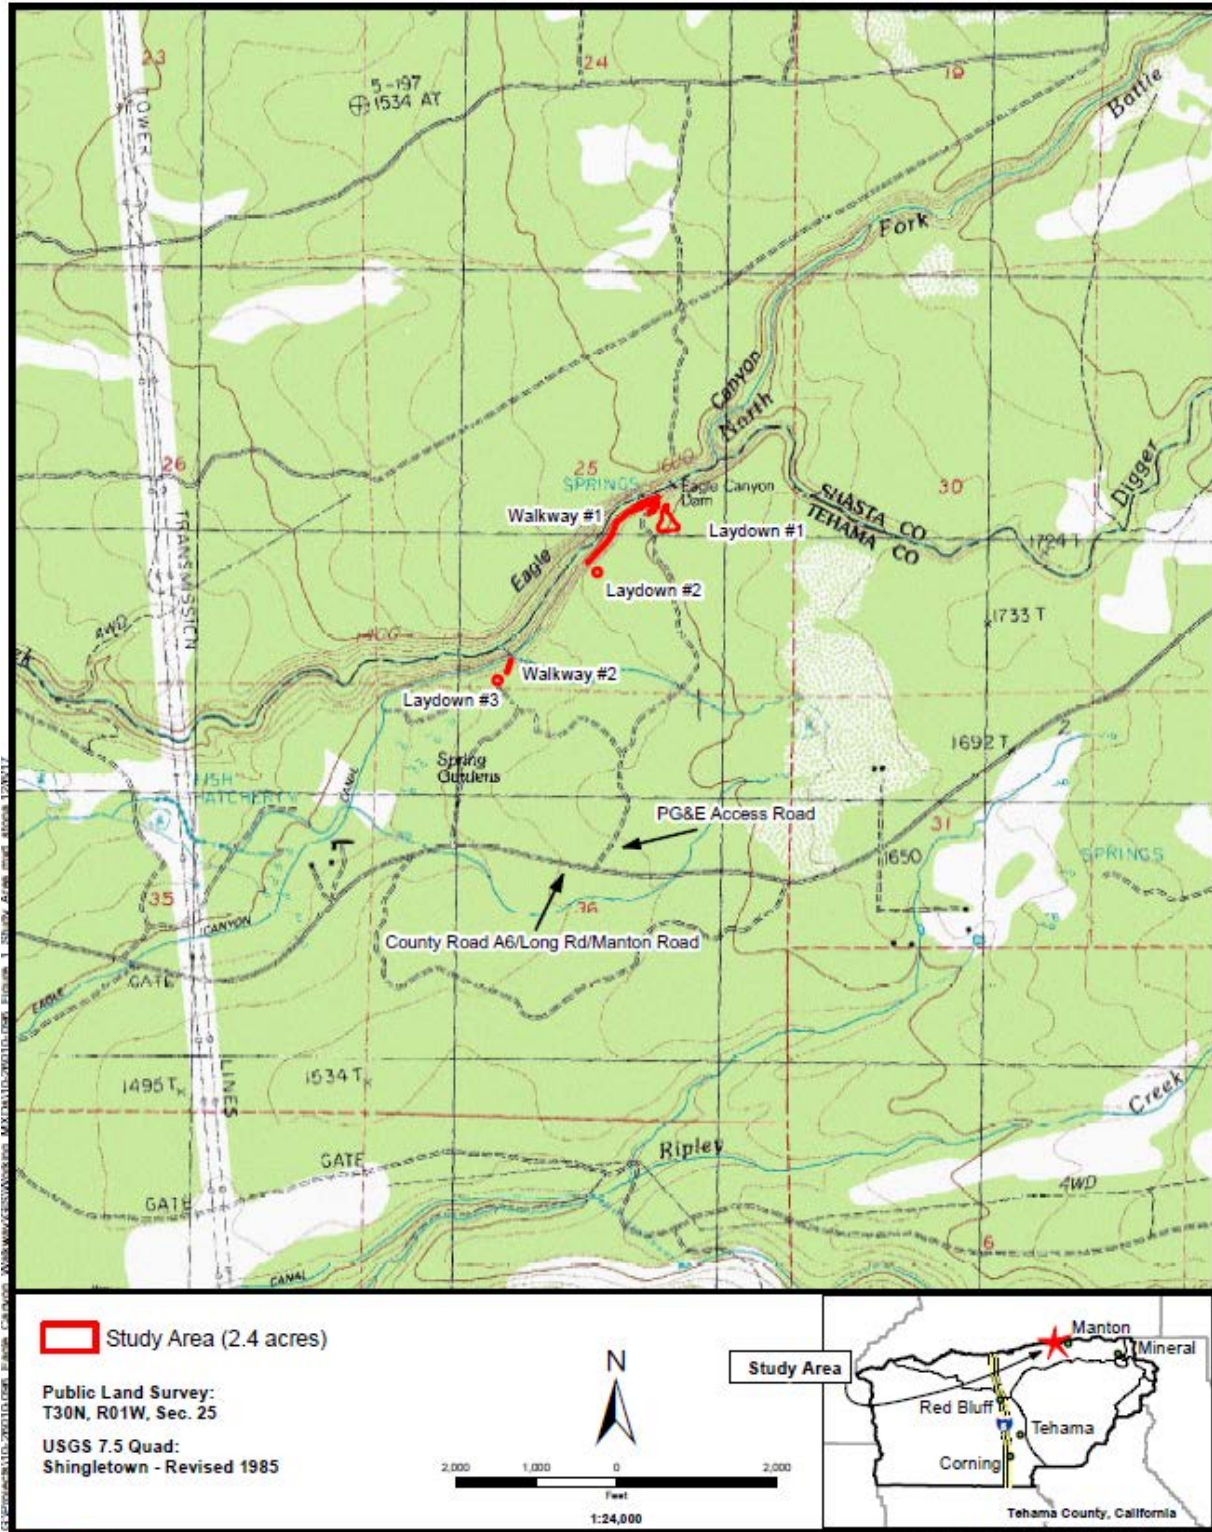 23
24
19
5-197
1534 AT
TOWER
Battle
Fork
Canyon
North
26
25
SPRINGS
1600
Eagle Canyon
Dam
30
Digger
SHASTA CO
TEHAMA CO
Walkway #1
Laydown #1
1724 T
Eagle
Laydown #2
TRANSMISSION
4WD
1733 T
Walkway #2
Laydown #3
1692 T
Spring
Gardens
FISH
HATCHERY
CANAL
PG&E Access Road
31
1650
SPRINGS
35
36
CANYON
County Road A6/Long Rd/Manton Road
GATE
EAGLE
1495 T
1534 T
LINES
Creek
Ripley
GATE
4WD
GATE
6
CANAL
Study Area (2.4 acres)
Public Land Survey:
T30N, R01W, Sec. 25
USGS 7.5 Quad:
Shingletown - Revised 1985
N
2,000 1,000 0 2,000
Feet
1:24,000
Study Area
Manton
Mineral
Red Bluff
Tehama
Corning
Tehama County, California